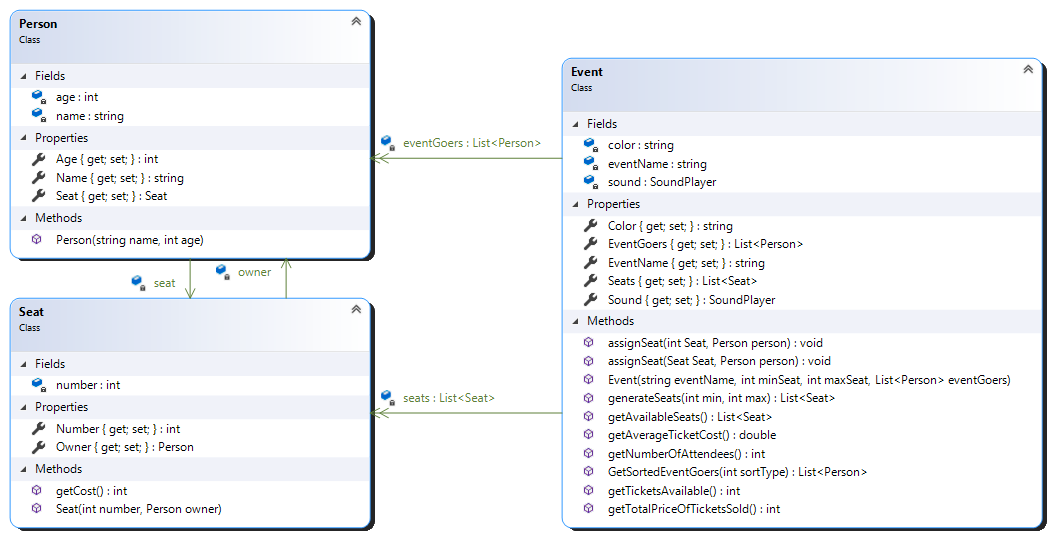 Person
Class
Fields
age : int
name : string
Properties
Age { get; set; } : int
Name { get; set; } : string
Seat { get; set; } : Seat
Methods
Person(string name, int age)
eventGoers : List<Person>
seat
owner
Seat
Class
Fields
number : int
Properties
Number { get; set; } : int
Owner { get; set; } : Person
Methods
getCost() : int
Seat(int number, Person owner)
seats : List<Seat>
Event
Class
Fields
color : string
eventName : string
sound : SoundPlayer
Properties
Color { get; set; } : string
EventGoers { get; set; } : List<Person>
EventName { get; set; } : string
Seats { get; set; } : List<Seat>
Sound { get; set; } : SoundPlayer
Methods
assignSeat(int Seat, Person person) : void
assignSeat(Seat Seat, Person person) : void
Event(string eventName, int minSeat, int maxSeat, List<Person> eventGoers)
generateSeats(int min, int max) : List<Seat>
getAvailableSeats() : List<Seat>
getAverageTicketCost() : double
getNumberOfAttendees() : int
GetSortedEventGoers(int sortType) : List<Person>
getTicketsAvailable() : int
getTotalPriceOfTicketsSold() : int